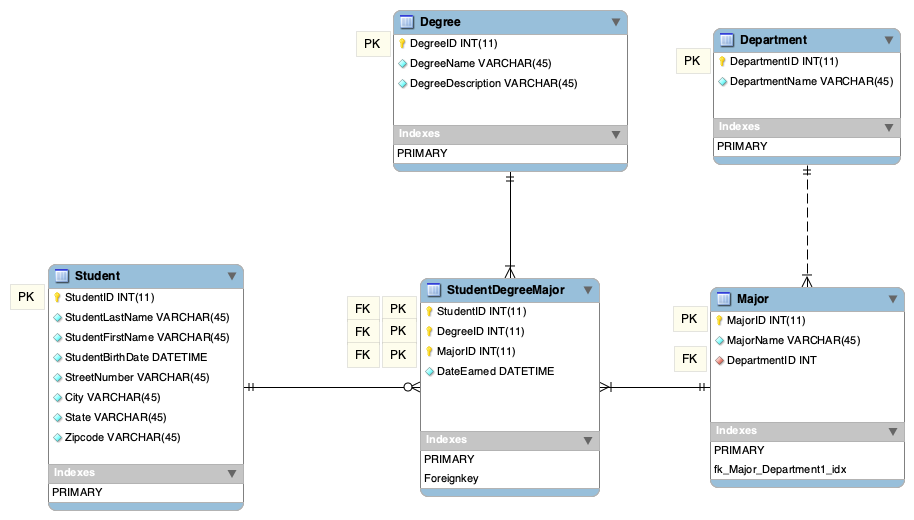 Degree
PK
DegreeID INT(11)
DegreeName VARCHAR(45)
DegreeDescription VARCHAR(45)
Indexes
PRIMARY
Department
PK
DepartmentID INT(11)
DepartmentName VARCHAR(45)
Indexes
PRIMARY
Student
PK
StudentID INT(11)
StudentLastName VARCHAR(45)
StudentFirstName VARCHAR(45)
StudentBirthDate DATETIME
StreetNumber VARCHAR(45)
City VARCHAR(45)
State VARCHAR(45)
Zipcode VARCHAR(45)
Indexes
PRIMARY
StudentDegreeMajor
FK PK StudentID INT(11)
FK PK DegreeID INT(11)
FK PK MajorID INT(11)
DateEarned DATETIME
Indexes
PRIMARY
Foreignkey
Major
PK MajorID INT(11)
MajorName VARCHAR(45)
FK DepartmentID INT
Indexes
PRIMARY
fk_Major_Department1_idx